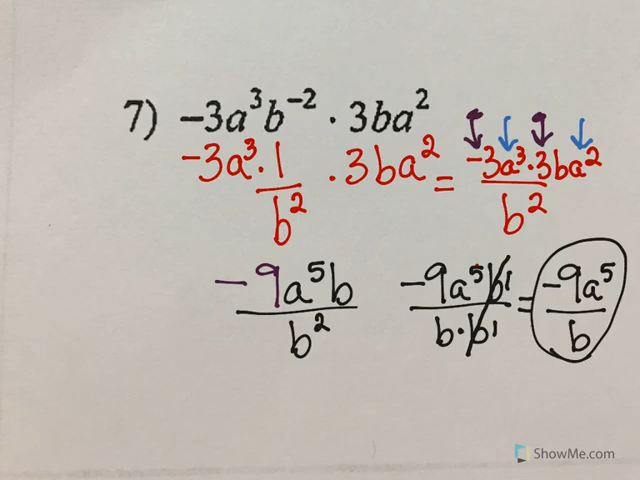 7) −3a³b⁻² · 3ba²
−3a³ · 1/b² · 3ba² = −3a³ · 3ba²/b²
−9a⁵b/b² −9a⁵b¹/b · b¹ = −9a⁵/b
ShowMe.com